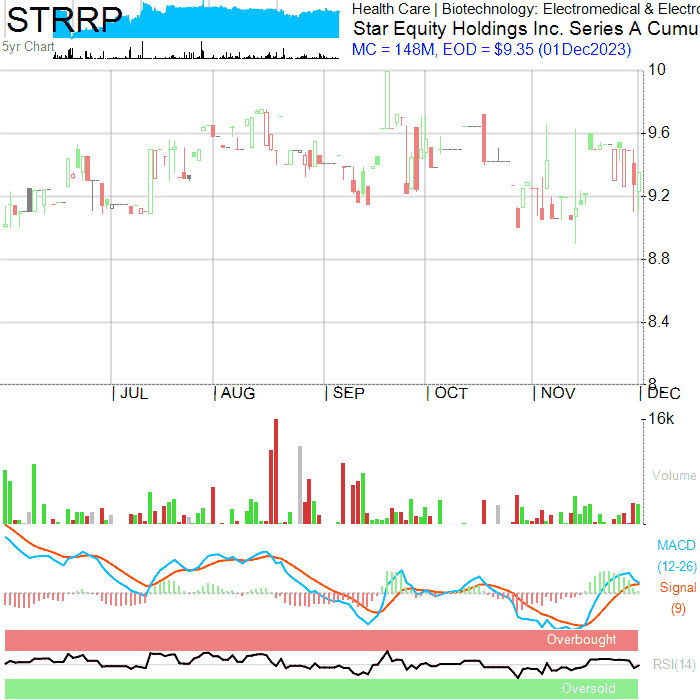 STRRP
5yr Chart
Health Care | Biotechnology: Electromedical & Electro
Star Equity Holdings Inc. Series A Cumu
MC = 148M, EOD = $9.35 (01Dec2023)
10
9.6
9.2
8.8
8.4
8
| JUL | AUG | SEP | OCT | NOV | DEC
16k
Volume
MACD
(12-26)
Signal
(9)
Overbought
RSI(14)
Oversold